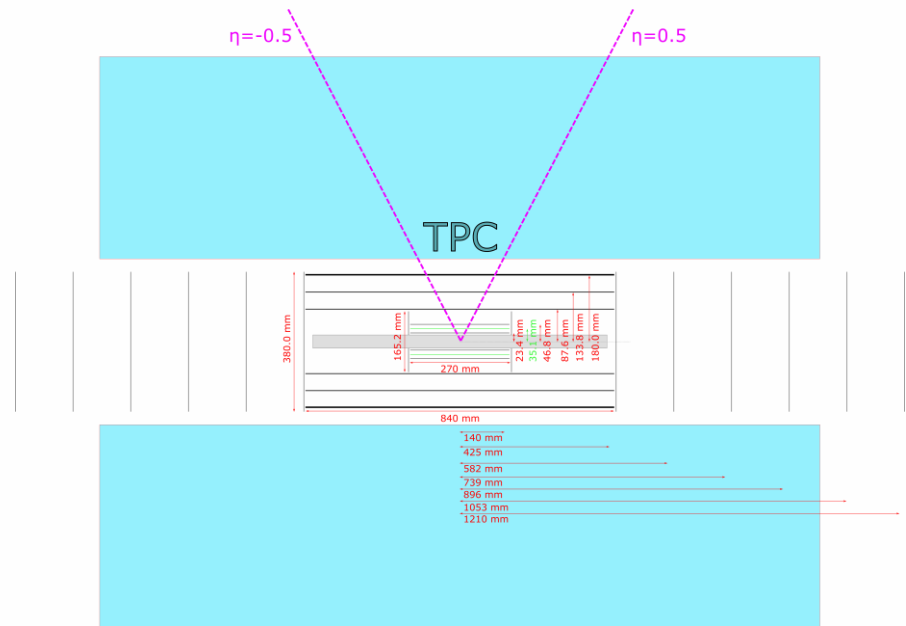 η=-0.5
η=0.5
TPC
380.0 mm
165.2 mm
23.4 mm
35.1 mm
46.8 mm
87.6 mm
133.8 mm
180.0 mm
270 mm
840 mm
140 mm
425 mm
582 mm
739 mm
896 mm
1053 mm
1210 mm